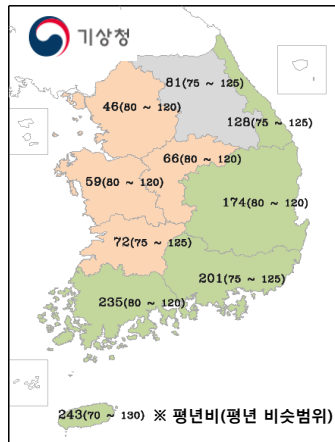 기상청
81(75 ~ 125)
46(80 ~ 120)
128(75 ~ 125)
66(80 ~ 120)
59(80 ~ 120)
174(80 ~ 120)
72(75 ~ 125)
201(75 ~ 125)
235(80 ~ 120)
243(70 ~ 130) ※ 평년비(평년 비슷범위)